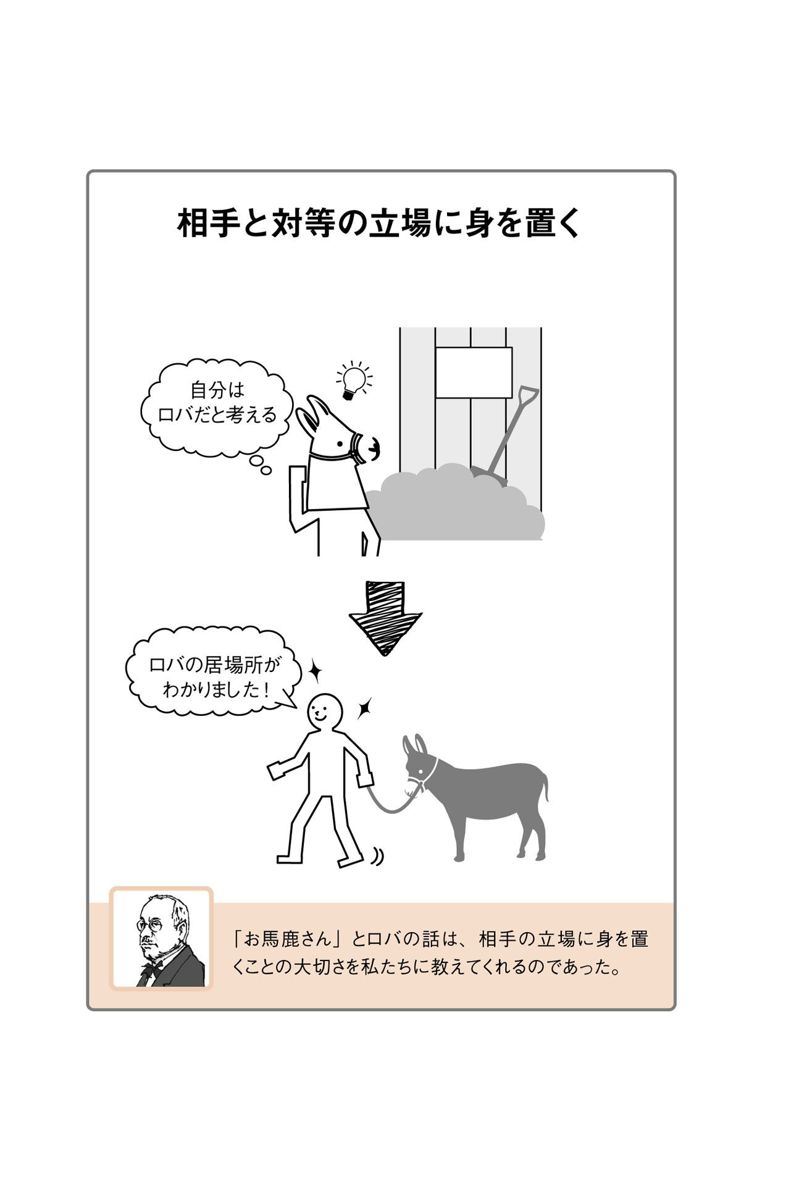 相手と対等の立場に身を置く
自分は
ロバだと考える
ロバの居場所が
わかりました！
「お馬鹿さん」とロバの話は、相手の立場に身を置
くことの大切さを私たちに教えてくれるのであった。